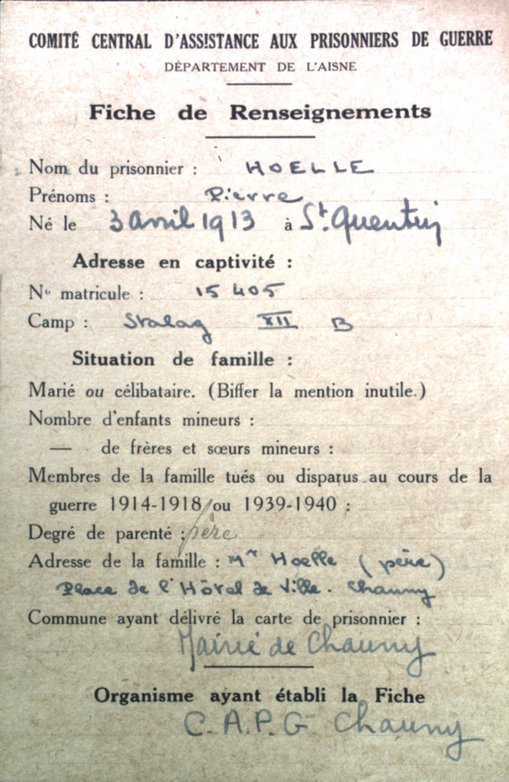 COMITÉ CENTRAL D'ASSISTANCE AUX PRISONNIERS DE GUERRE
DÉPARTEMENT DE L'AISNE
Fiche de Renseignements
Nom du prisonnier : HOELLE
Prénoms : Pierre
Né le 3 avril 1913 à St. Quentin
Adresse en captivité :
No matricule : 15 405
Camp : Stalag XII B
Situation de famille :
Marié ou célibataire. (Biffer la mention inutile.)
Nombre d'enfants mineurs :
— de frères et sœurs mineurs :
Membres de la famille tués ou disparus au cours de la
guerre 1914-1918 ou 1939-1940 :
Degré de parenté : père
Adresse de la famille : Mr Hoelle (père)
Place de l'Hôtel de Ville. Chauny
Commune ayant délivré la carte de prisonnier :
Mairie de Chauny
Organisme ayant établi la Fiche
C.A.P.G Chauny